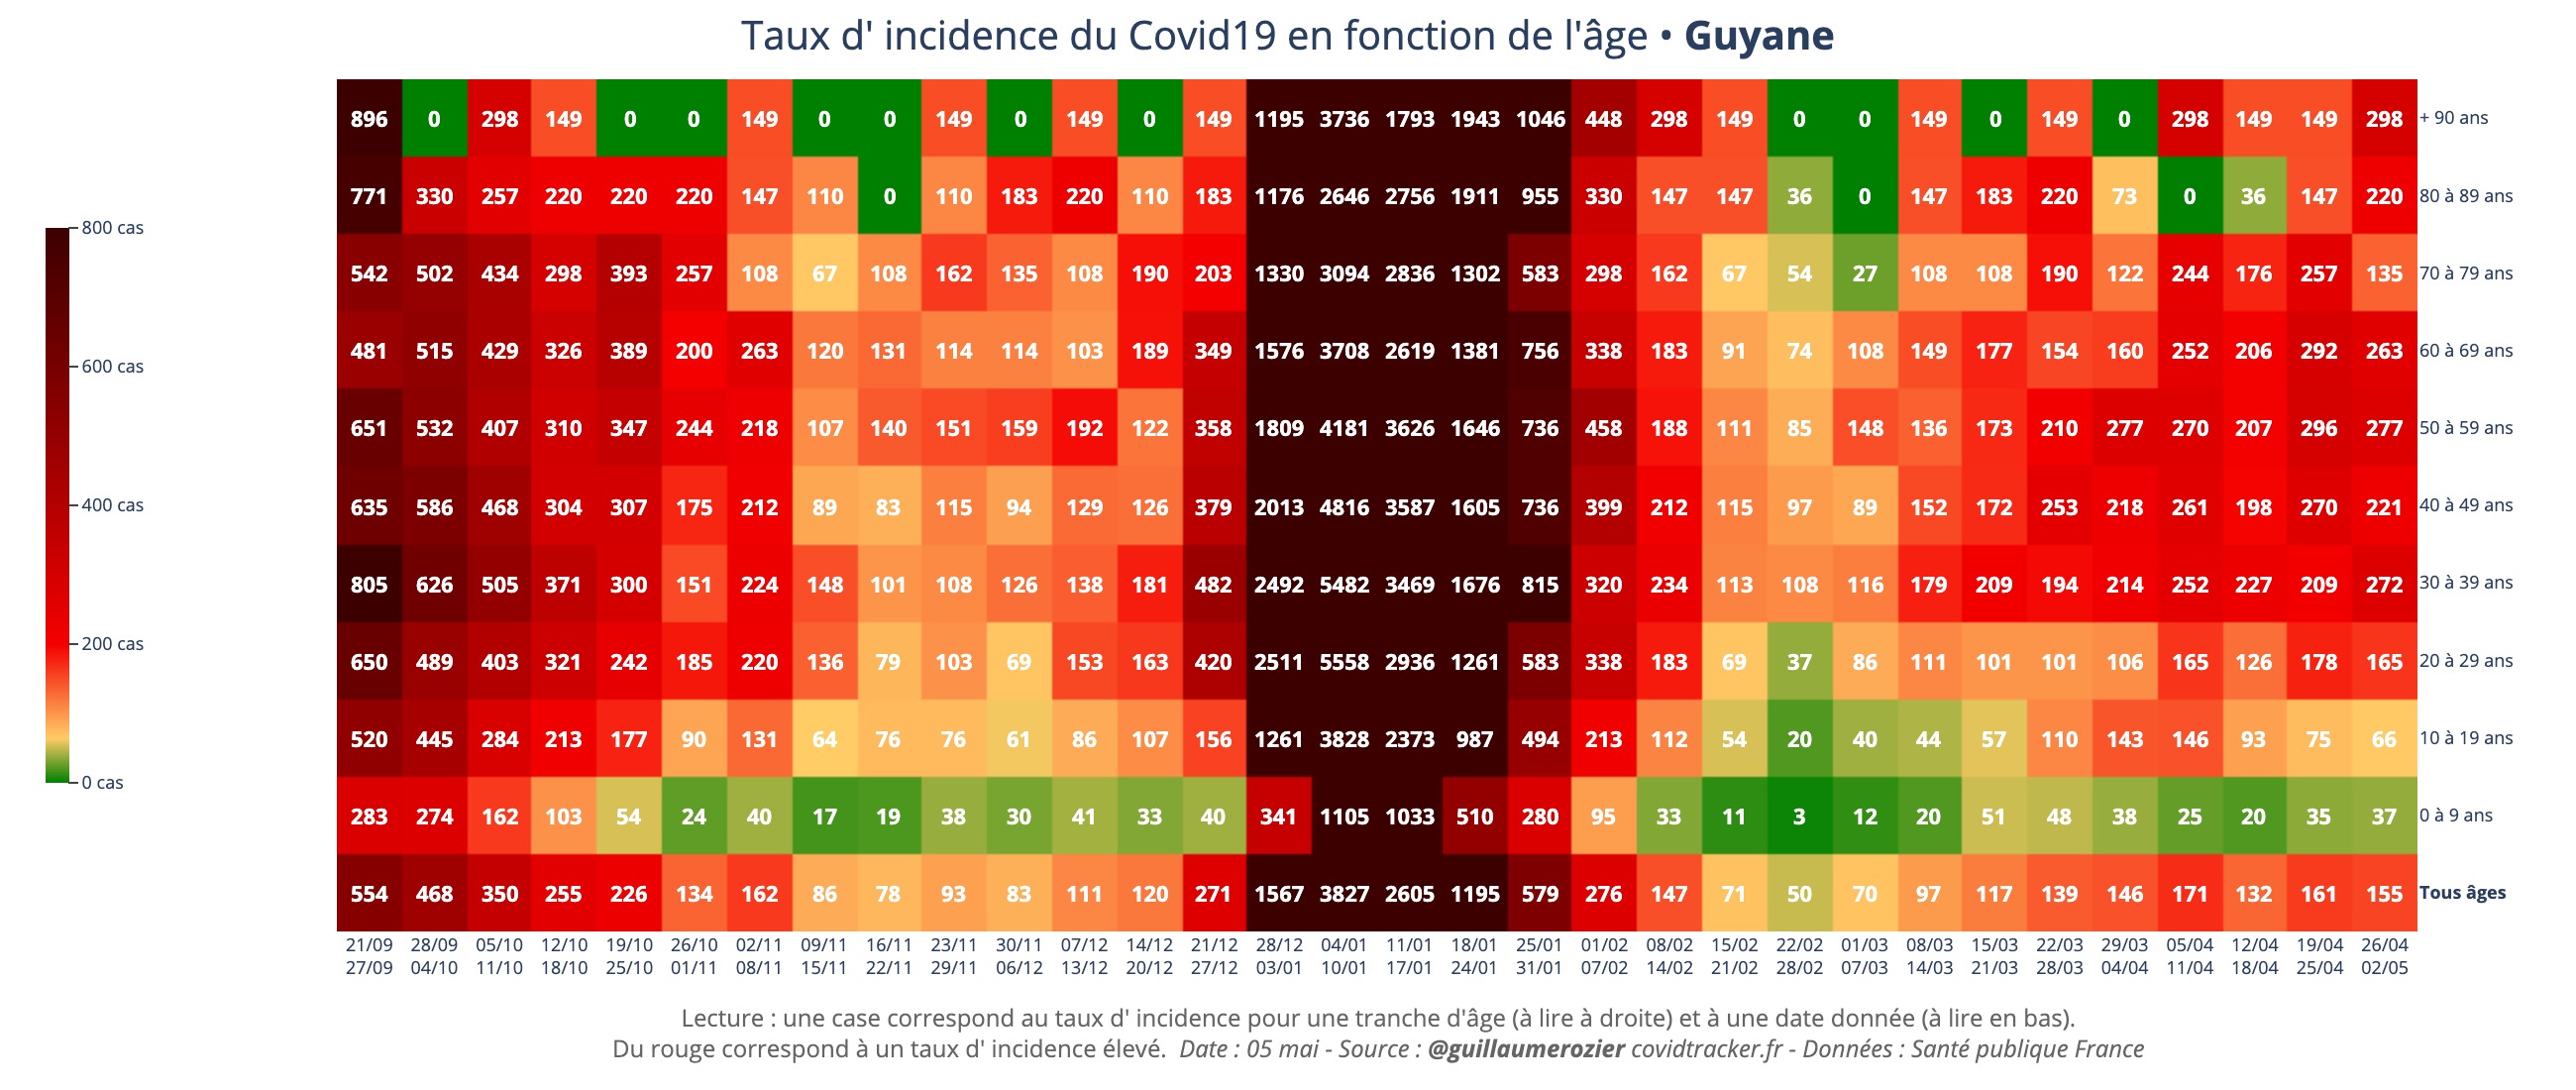 Taux d' incidence du Covid19 en fonction de l'âge • Guyane
896 0 298 149 0 0 149 0 0 149 0 149 0 149 1195 3736 1793 1943 1046 448 298 149 0 0 149 0 149 0 298 149 149 298 + 90 ans
771 330 257 220 220 220 147 110 0 110 183 220 110 183 1176 2646 2756 1911 955 330 147 147 36 0 147 183 220 73 0 36 147 220 80 à 89 ans
800 cas
542 502 434 298 393 257 108 67 108 162 135 108 190 203 1330 3094 2836 1302 583 298 162 67 54 27 108 108 190 122 244 176 257 135 70 à 79 ans
481 515 429 326 389 200 263 120 131 114 114 103 189 349 1576 3708 2619 1381 756 338 183 91 74 108 149 177 154 160 252 206 292 263 60 à 69 ans
600 cas
651 532 407 310 347 244 218 107 140 151 159 192 122 358 1809 4181 3626 1646 736 458 188 111 85 148 136 173 210 277 270 207 296 277 50 à 59 ans
400 cas
635 586 468 304 307 175 212 89 83 115 94 129 126 379 2013 4816 3587 1605 736 399 212 115 97 89 152 172 253 218 261 198 270 221 40 à 49 ans
805 626 505 371 300 151 224 148 101 108 126 138 181 482 2492 5482 3469 1676 815 320 234 113 108 116 179 209 194 214 252 227 209 272 30 à 39 ans
200 cas
650 489 403 321 242 185 220 136 79 103 69 153 163 420 2511 5558 2936 1261 583 338 183 69 37 86 111 101 101 106 165 126 178 165 20 à 29 ans
520 445 284 213 177 90 131 64 76 76 61 86 107 156 1261 3828 2373 987 494 213 112 54 20 40 44 57 110 143 146 93 75 66 10 à 19 ans
0 cas
283 274 162 103 54 24 40 17 19 38 30 41 33 40 341 1105 1033 510 280 95 33 11 3 12 20 51 48 38 25 20 35 37 0 à 9 ans
554 468 350 255 226 134 162 86 78 93 83 111 120 271 1567 3827 2605 1195 579 276 147 71 50 70 97 117 139 146 171 132 161 155 Tous âges
21/09 28/09 05/10 12/10 19/10 26/10 02/11 09/11 16/11 23/11 30/11 07/12 14/12 21/12 28/12 04/01 11/01 18/01 25/01 01/02 08/02 15/02 22/02 01/03 08/03 15/03 22/03 29/03 05/04 12/04 19/04 26/04
27/09 04/10 11/10 18/10 25/10 01/11 08/11 15/11 22/11 29/11 06/12 13/12 20/12 27/12 03/01 10/01 17/01 24/01 31/01 07/02 14/02 21/02 28/02 07/03 14/03 21/03 28/03 04/04 11/04 18/04 25/04 02/05
Lecture : une case correspond au taux d' incidence pour une tranche d'âge (à lire à droite) et à une date donnée (à lire en bas).
Du rouge correspond à un taux d' incidence élevé. Date : 05 mai - Source : @guillaumerozier covidtracker.fr - Données : Santé publique France